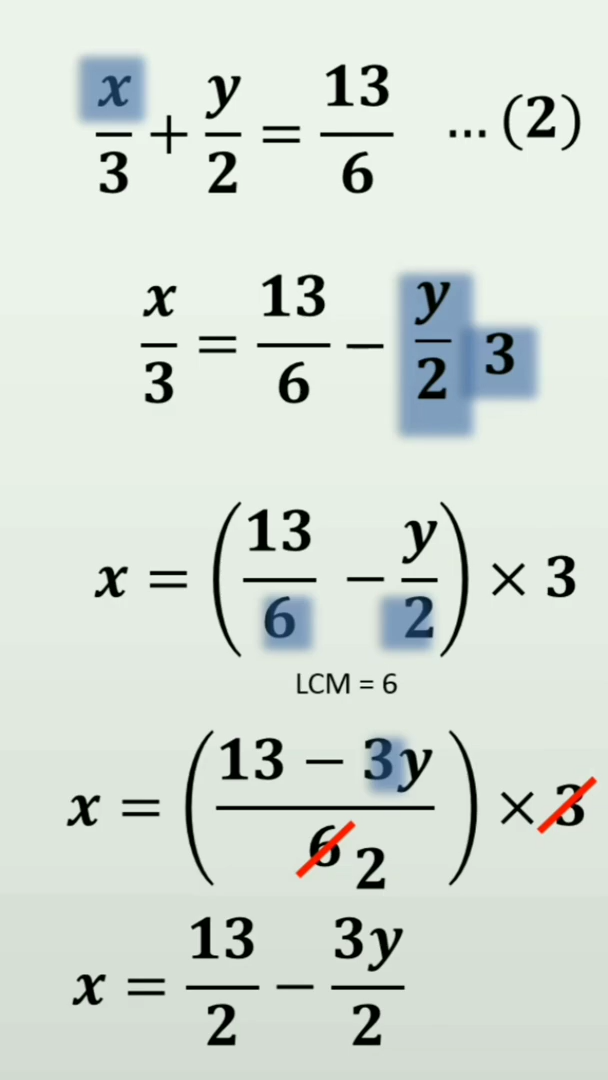 x/3 + y/2 = 13/6 ... (2)
x/3 = 13/6 − y/2 3
x = (13/6 − y/2) × 3
LCM = 6
x = ((13 − 3y)/6 2) × 3
x = 13/2 − 3y/2